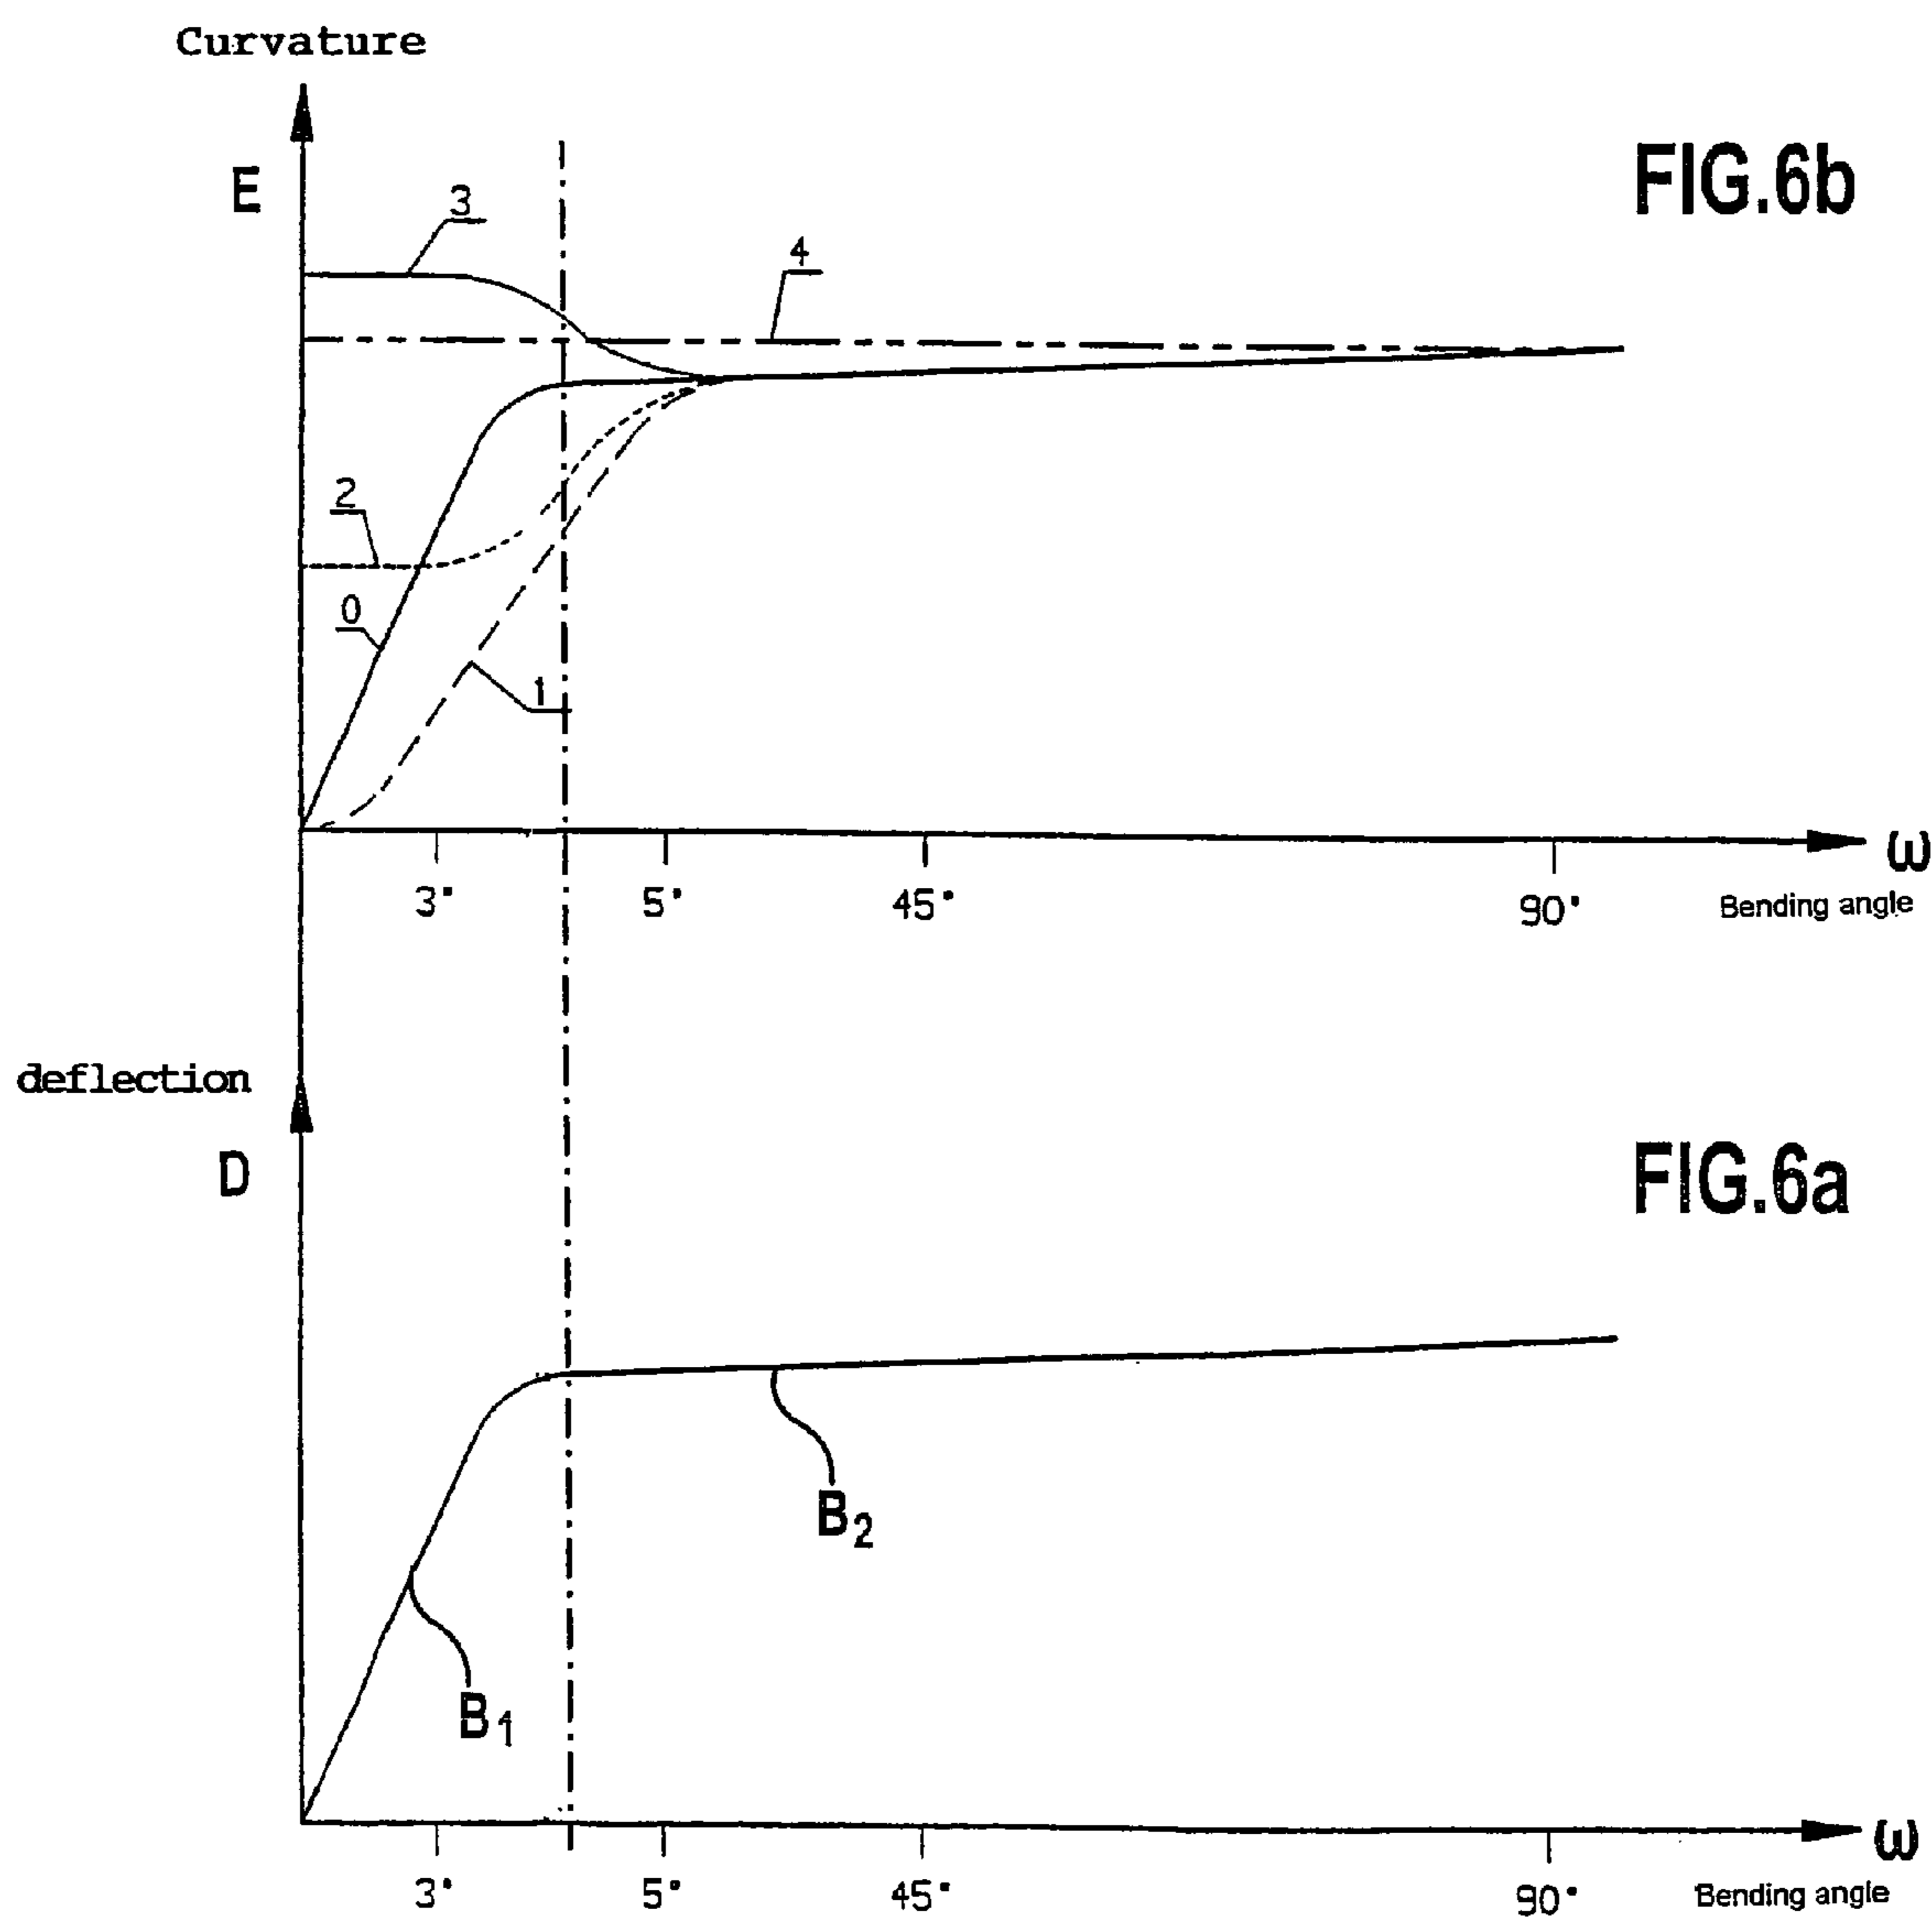 Curvature
E
FIG.6b
3
4
2
0
1
3° 5° 45° 90°
ω
Bending angle
deflection
D
FIG.6a
B2
B1
3° 5° 45° 90°
ω
Bending angle